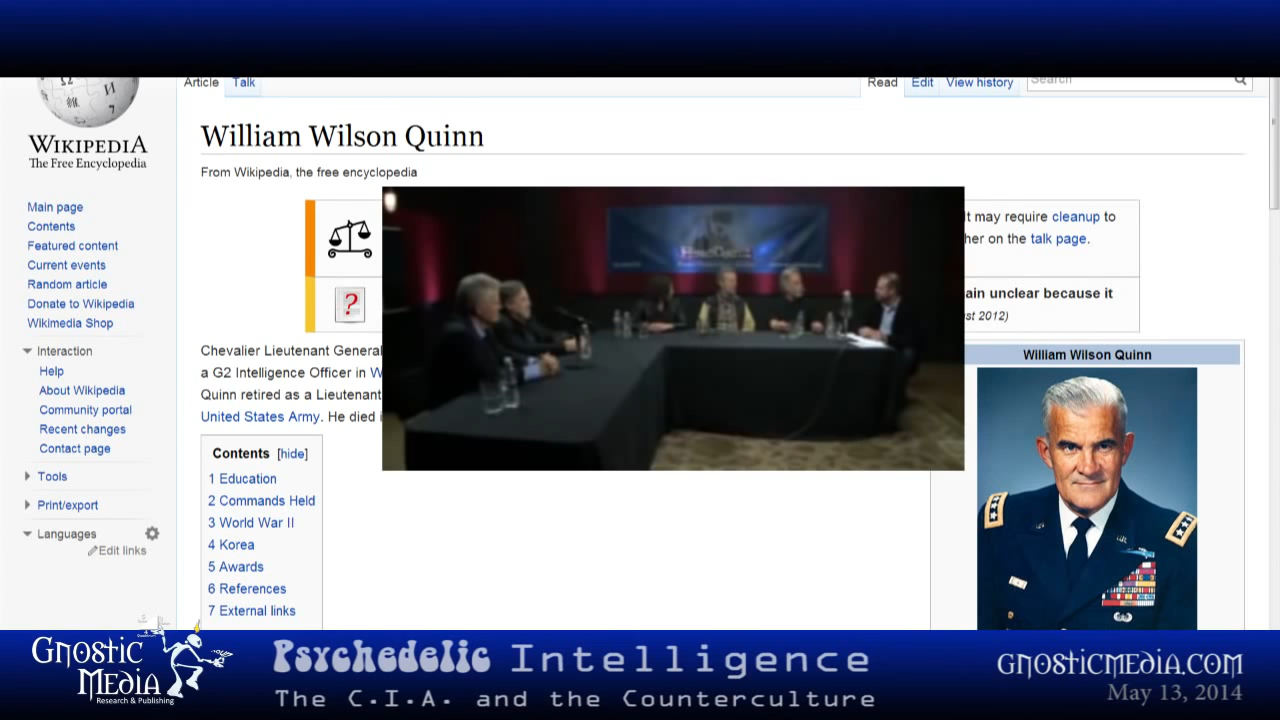 Article Talk Read Edit View history Search
WIKIPEDIA
The Free Encyclopedia
Main page
Contents
Featured content
Current events
Random article
Donate to Wikipedia
Wikimedia Shop
Interaction
Help
About Wikipedia
Community portal
Recent changes
Contact page
Tools
Print/export
Languages
Edit links
William Wilson Quinn
From Wikipedia, the free encyclopedia
It may require cleanup to
her on the talk page.
ain unclear because it
st 2012)
Chevalier Lieutenant General
a G2 Intelligence Officer in W
Quinn retired as a Lieutenant
United States Army. He died i
Contents [hide]
1 Education
2 Commands Held
3 World War II
4 Korea
5 Awards
6 References
7 External links
William Wilson Quinn
Gnostic
Media
Research & Publishing
Psychedelic Intelligence
The C.I.A. and the Counterculture
GNOSTICMEDIA.COM
May 13, 2014